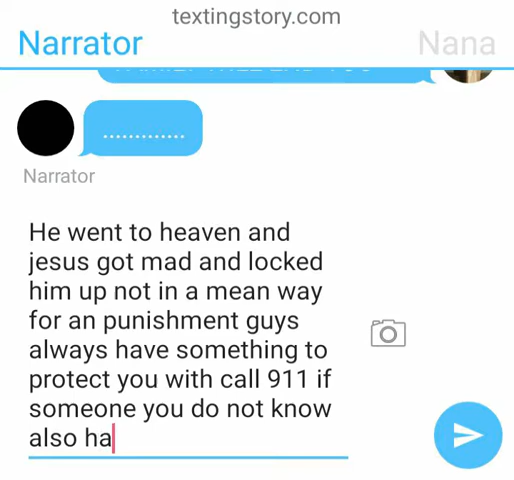 textingstory.com
Narrator Nana
.............
Narrator
He went to heaven and
jesus got mad and locked
him up not in a mean way
for an punishment guys
always have something to
protect you with call 911 if
someone you do not know
also ha